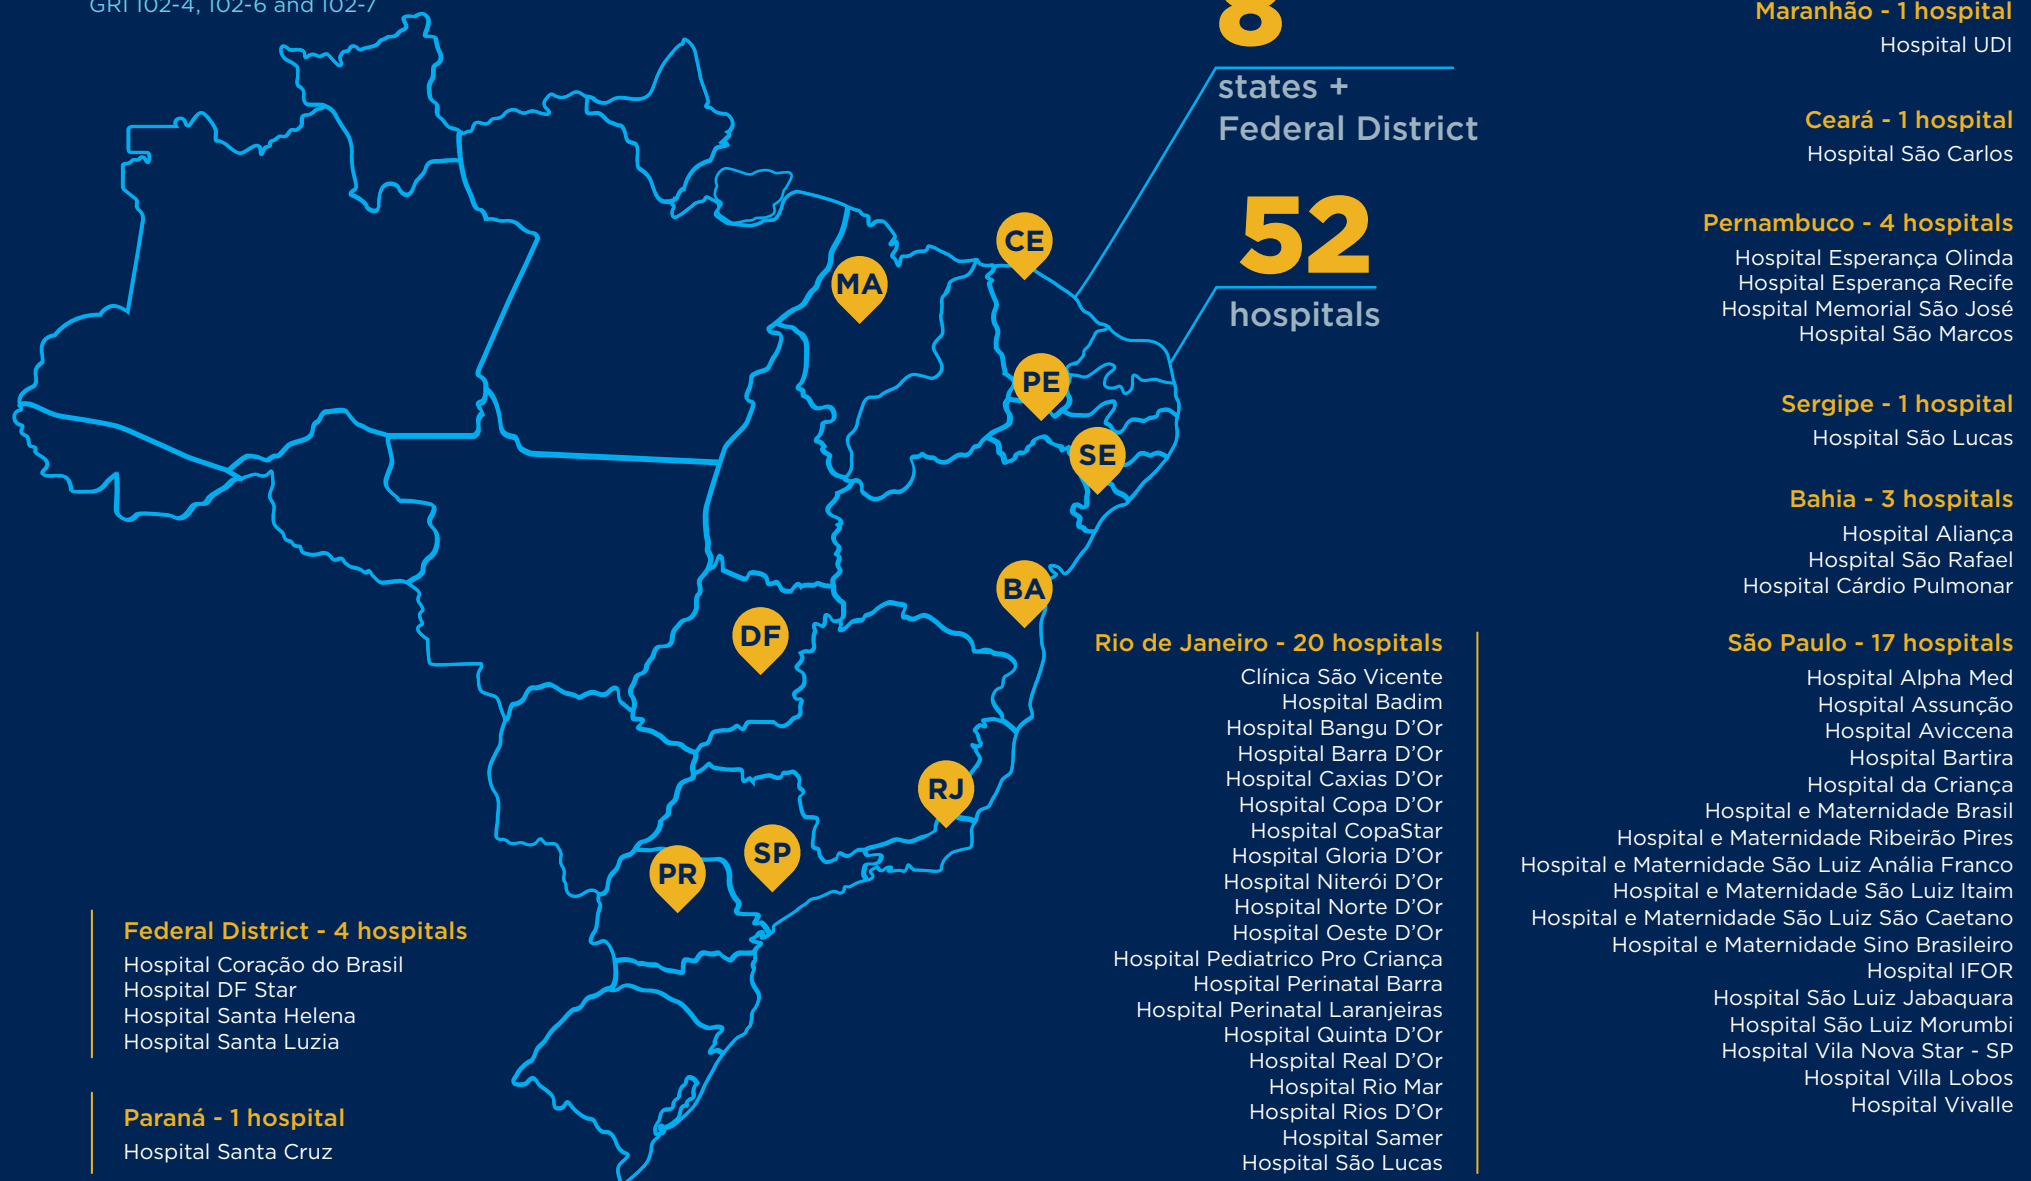 GRI 102-4, 102-6 and 102-7
8
states +
Federal District
52
hospitals
CE
MA
PE
SE
BA
DF
RJ
SP
PR
Maranhão - 1 hospital
Hospital UDI
Ceará - 1 hospital
Hospital São Carlos
Pernambuco - 4 hospitals
Hospital Esperança Olinda
Hospital Esperança Recife
Hospital Memorial São José
Hospital São Marcos
Sergipe - 1 hospital
Hospital São Lucas
Bahia - 3 hospitals
Hospital Aliança
Hospital São Rafael
Hospital Cárdio Pulmonar
Rio de Janeiro - 20 hospitals
Clínica São Vicente
Hospital Badim
Hospital Bangu D’Or
Hospital Barra D’Or
Hospital Caxias D’Or
Hospital Copa D’Or
Hospital CopaStar
Hospital Gloria D’Or
Hospital Niterói D’Or
Hospital Norte D’Or
Hospital Oeste D’Or
Hospital Pediatrico Pro Criança
Hospital Perinatal Barra
Hospital Perinatal Laranjeiras
Hospital Quinta D’Or
Hospital Real D’Or
Hospital Rio Mar
Hospital Rios D’Or
Hospital Samer
Hospital São Lucas
São Paulo - 17 hospitals
Hospital Alpha Med
Hospital Assunção
Hospital Aviccena
Hospital Bartira
Hospital da Criança
Hospital e Maternidade Brasil
Hospital e Maternidade Ribeirão Pires
Hospital e Maternidade São Luiz Anália Franco
Hospital e Maternidade São Luiz Itaim
Hospital e Maternidade São Luiz São Caetano
Hospital e Maternidade Sino Brasileiro
Hospital IFOR
Hospital São Luiz Jabaquara
Hospital São Luiz Morumbi
Hospital Vila Nova Star - SP
Hospital Villa Lobos
Hospital Vivalle
Federal District - 4 hospitals
Hospital Coração do Brasil
Hospital DF Star
Hospital Santa Helena
Hospital Santa Luzia
Paraná - 1 hospital
Hospital Santa Cruz